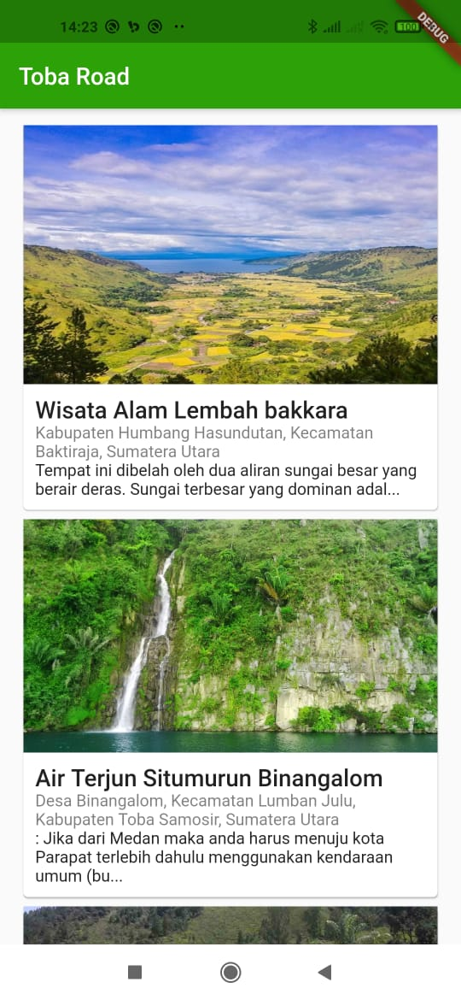 14:23
100
DEBUG
Toba Road
Wisata Alam Lembah bakkara
Kabupaten Humbang Hasundutan, Kecamatan
Baktiraja, Sumatera Utara
Tempat ini dibelah oleh dua aliran sungai besar yang
berair deras. Sungai terbesar yang dominan adal...
Air Terjun Situmurun Binangalom
Desa Binangalom, Kecamatan Lumban Julu,
Kabupaten Toba Samosir, Sumatera Utara
: Jika dari Medan maka anda harus menuju kota
Parapat terlebih dahulu menggunakan kendaraan
umum (bu...